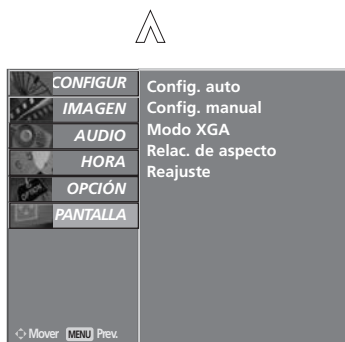 CONFIGUR
IMAGEN
AUDIO
HORA
OPCIÓN
PANTALLA
Config. auto
Config. manual
Modo XGA
Relac. de aspecto
Reajuste
Mover MENU Prev.